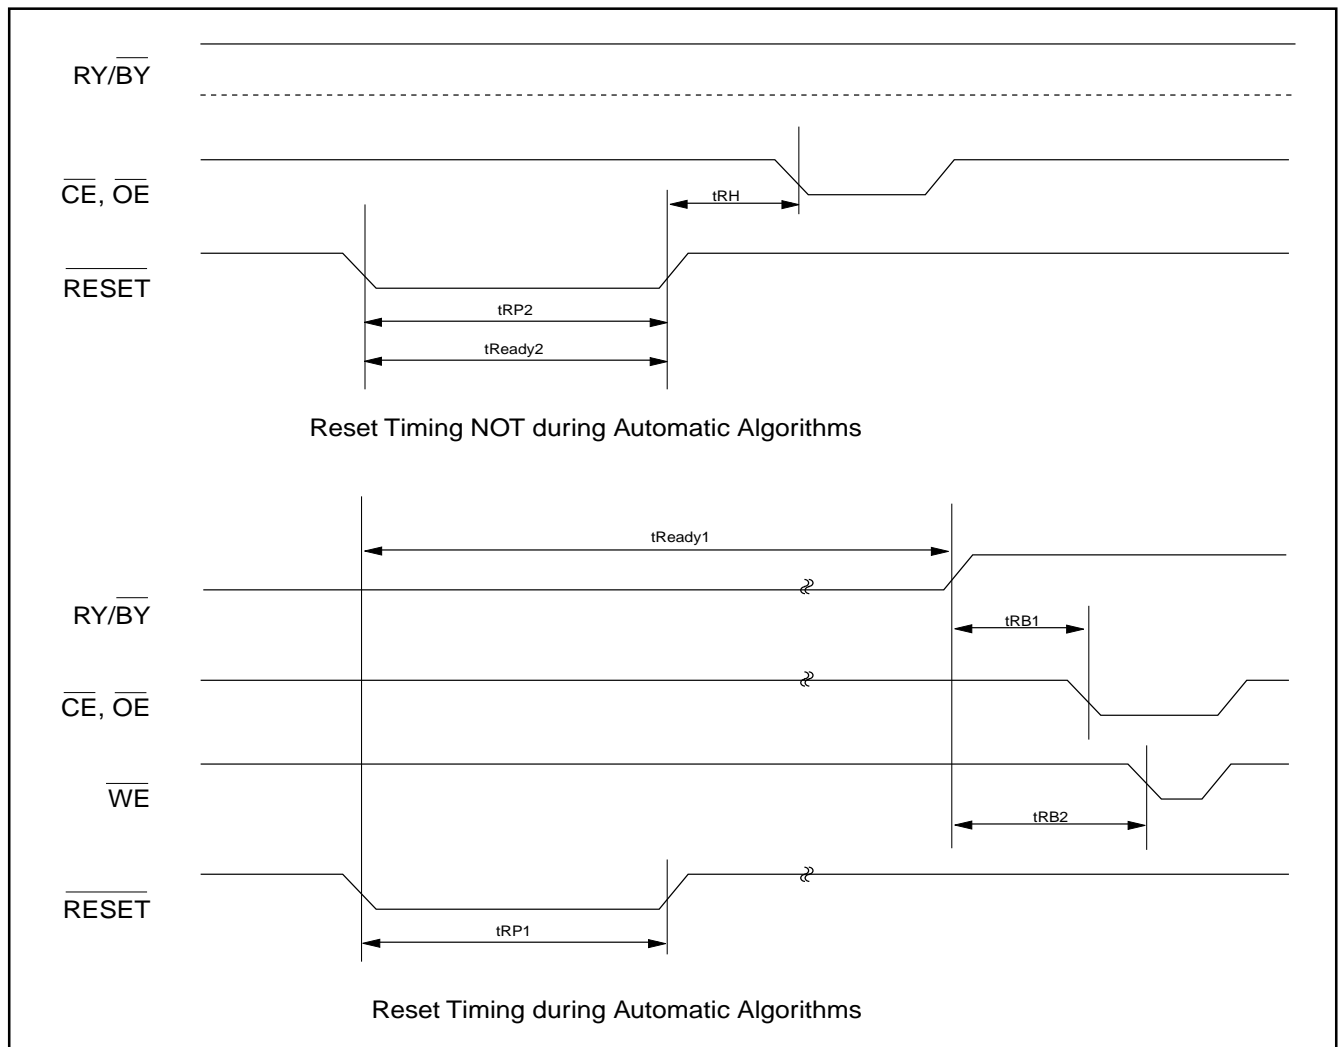 RY/BY
CE, OE
tRH
RESET
tRP2
tReady2
Reset Timing NOT during Automatic Algorithms
tReady1
RY/BY
tRB1
CE, OE
WE
tRB2
RESET
tRP1
Reset Timing during Automatic Algorithms